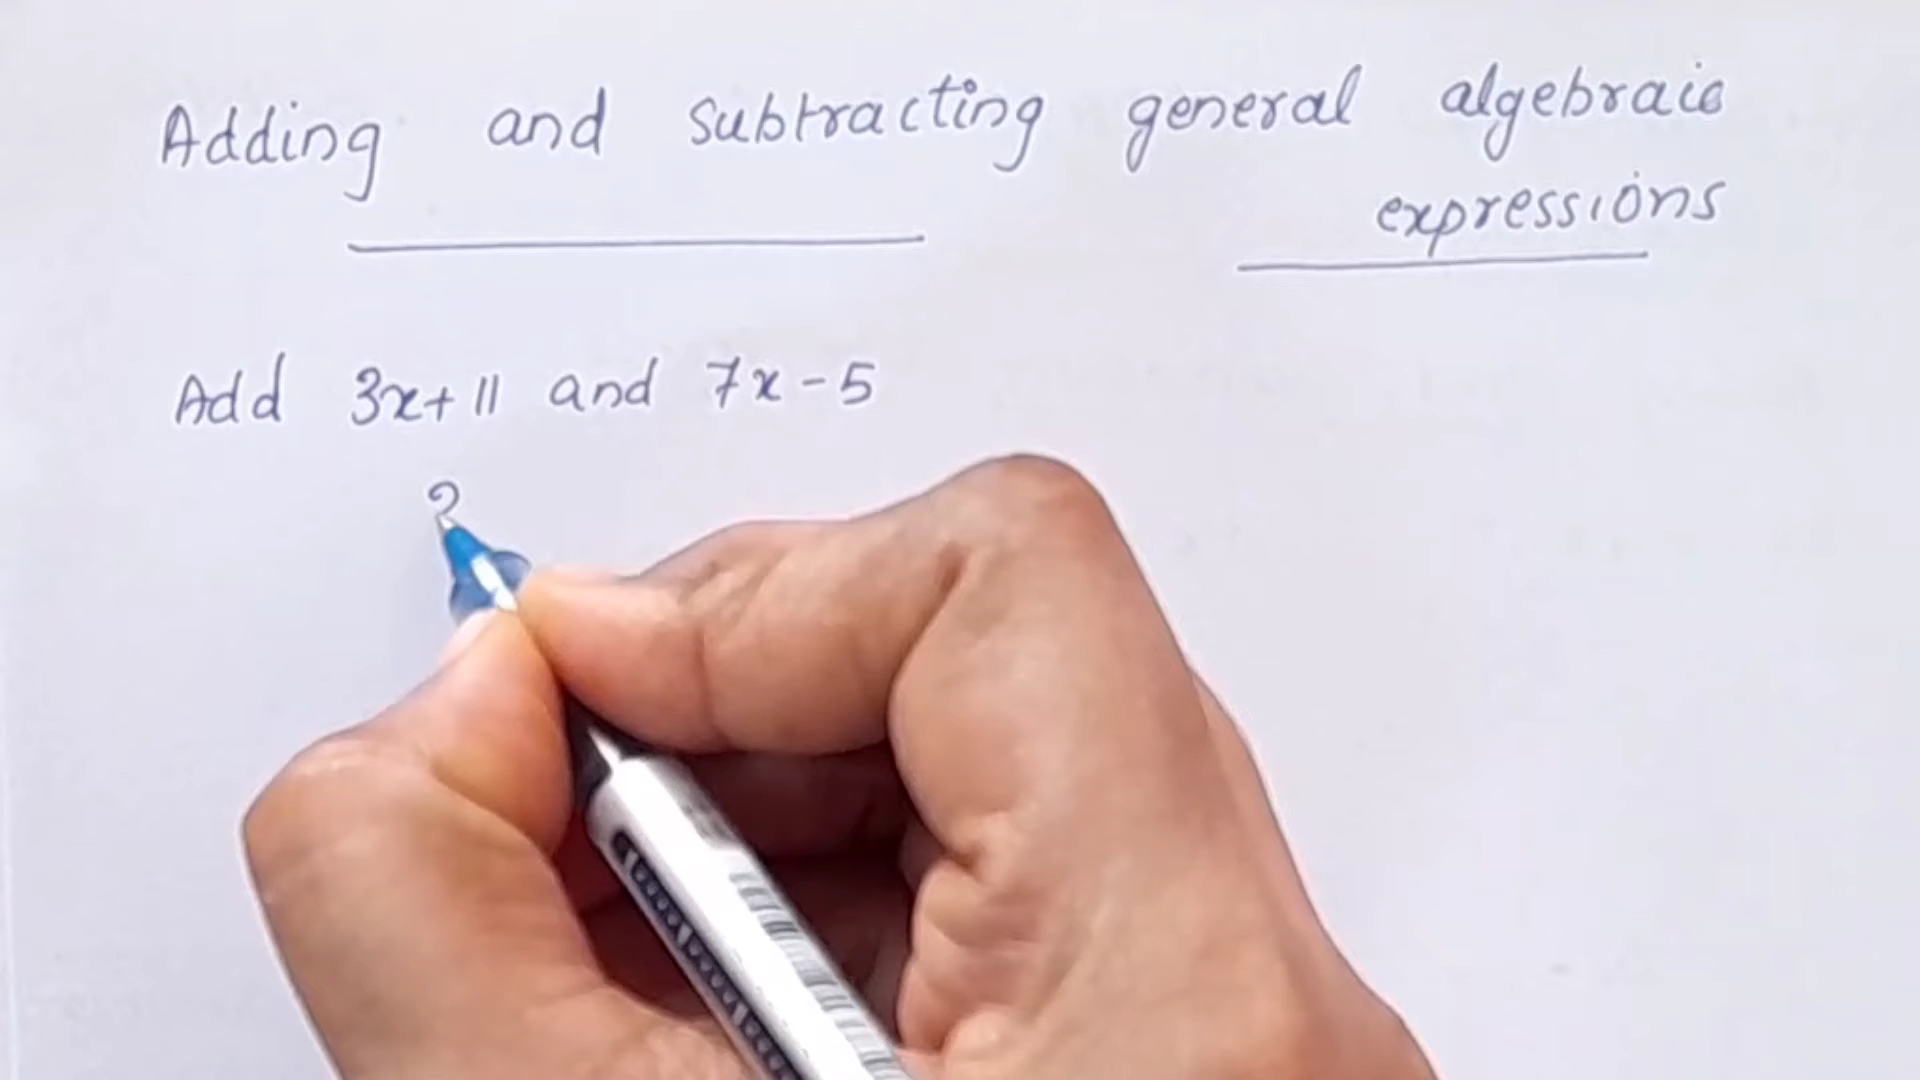 Adding and subtracting general algebraic
expressions
Add 3x+11 and 7x-5